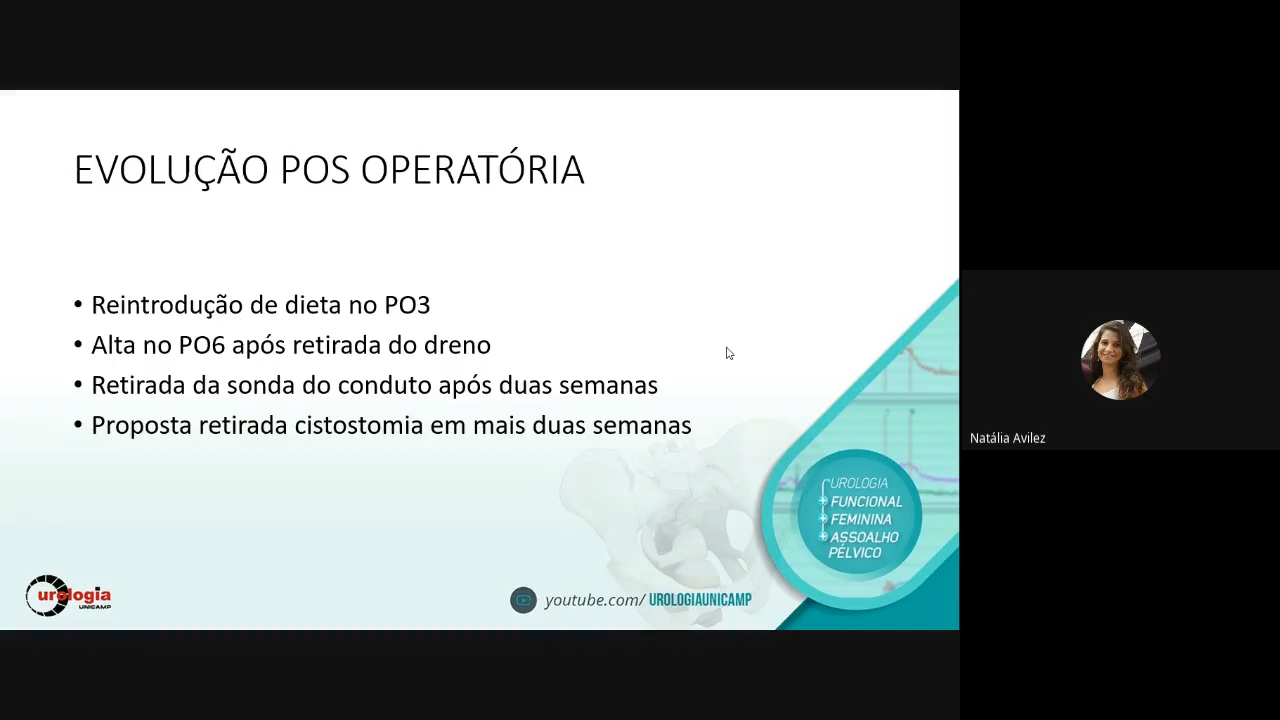 EVOLUÇÃO POS OPERATÓRIA
• Reintrodução de dieta no PO3
• Alta no PO6 após retirada do dreno
• Retirada da sonda do conduto após duas semanas
• Proposta retirada cistostomia em mais duas semanas
UROLOGIA
FUNCIONAL
FEMININA
ASSOALHO
PÉLVICO
urologia
UNICAMP
youtube.com/ UROLOGIAUNICAMP
Natália Avilez